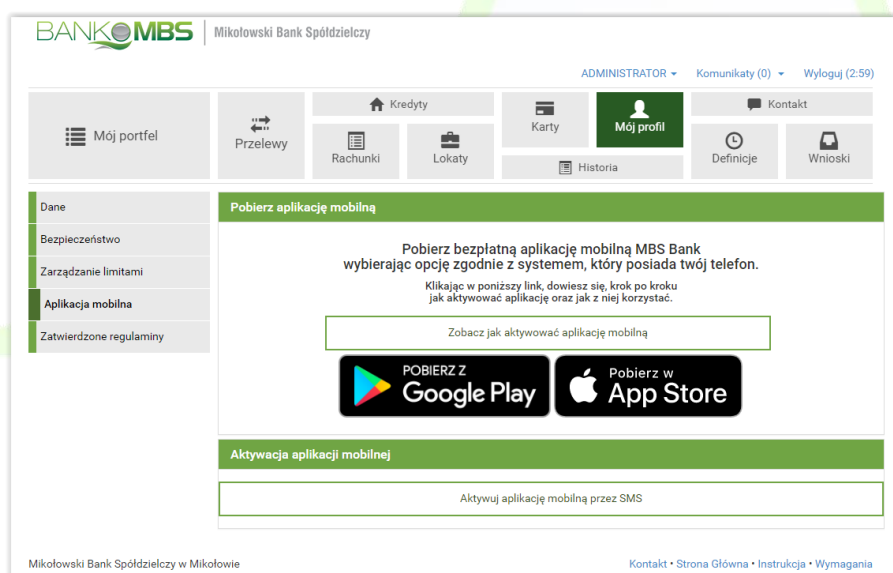 BANKOMBS
Mikołowski Bank Spółdzielczy
ADMINISTRATOR Komunikaty (0) Wyloguj (2:59)
Mój portfel
Przelewy
Kredyty
Rachunki
Lokaty
Karty
Mój profil
Historia
Kontakt
Definicje
Wnioski
Dane
Bezpieczeństwo
Zarządzanie limitami
Aplikacja mobilna
Zatwierdzone regulaminy
Pobierz aplikację mobilną
Pobierz bezpłatną aplikację mobilną MBS Bank
wybierając opcję zgodnie z systemem, który posiada twój telefon.
Klikając w poniższy link, dowiesz się, krok po kroku
jak aktywować aplikację oraz jak z niej korzystać.
Zobacz jak aktywować aplikację mobilną
POBIERZ Z
Google Play
Pobierz w
App Store
Aktywacja aplikacji mobilnej
Aktywuj aplikację mobilną przez SMS
Mikołowski Bank Spółdzielczy w Mikołowie
Kontakt • Strona Główna • Instrukcja • Wymagania